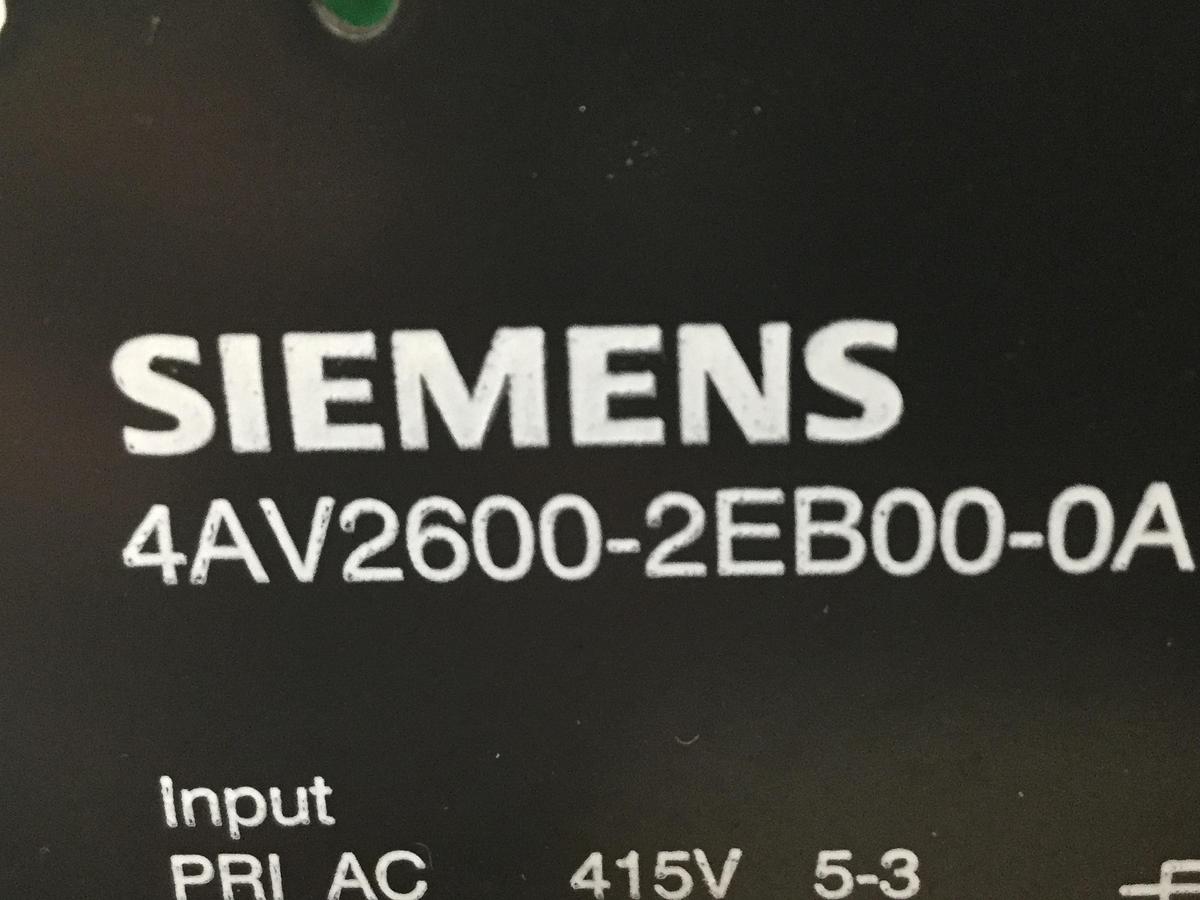 SIEMENS
4AV2600-2EB00-0A
Input
PRI AC 415V 5-3